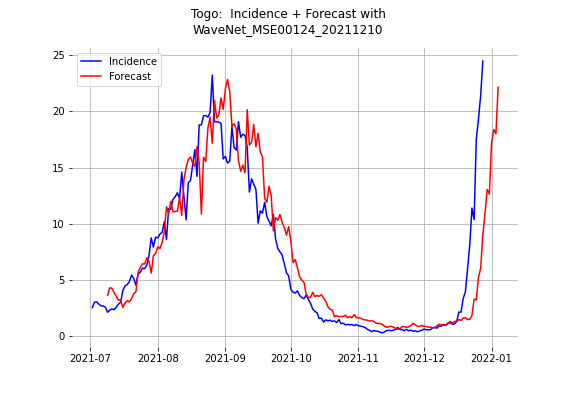 Togo:  Incidence + Forecast with
WaveNet_MSE00124_20211210
Incidence
Forecast
25
20
15
10
5
0
2021-07 2021-08 2021-09 2021-10 2021-11 2021-12 2022-01